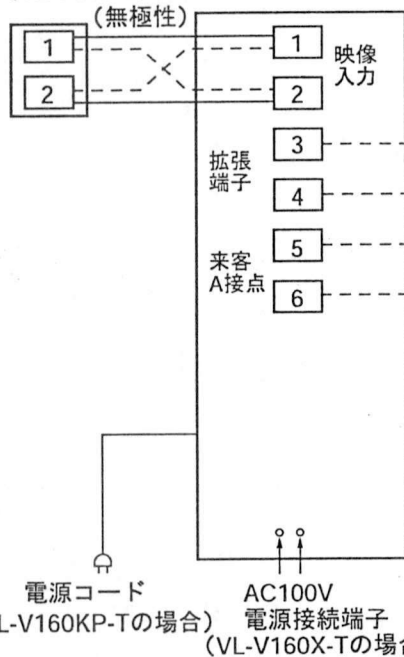 (無極性)
1
2
1
2
映像
入力
3
4
拡張
端子
5
6
来客
A接点
電源コード
L-V160KP-Tの場合)
AC100V
電源接続端子
(VL-V160X-Tの場合